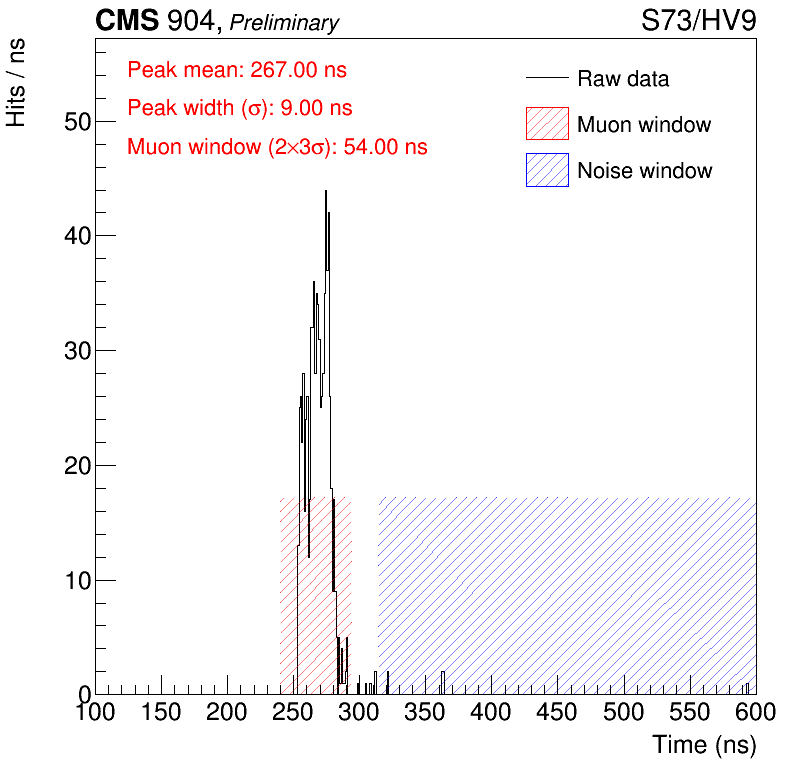 CMS 904, Preliminary
S73/HV9
Hits / ns
Peak mean: 267.00 ns
Peak width (σ): 9.00 ns
Muon window (2×3σ): 54.00 ns
Raw data
Muon window
Noise window
50
40
30
20
10
0
100 150 200 250 300 350 400 450 500 550 600
Time (ns)